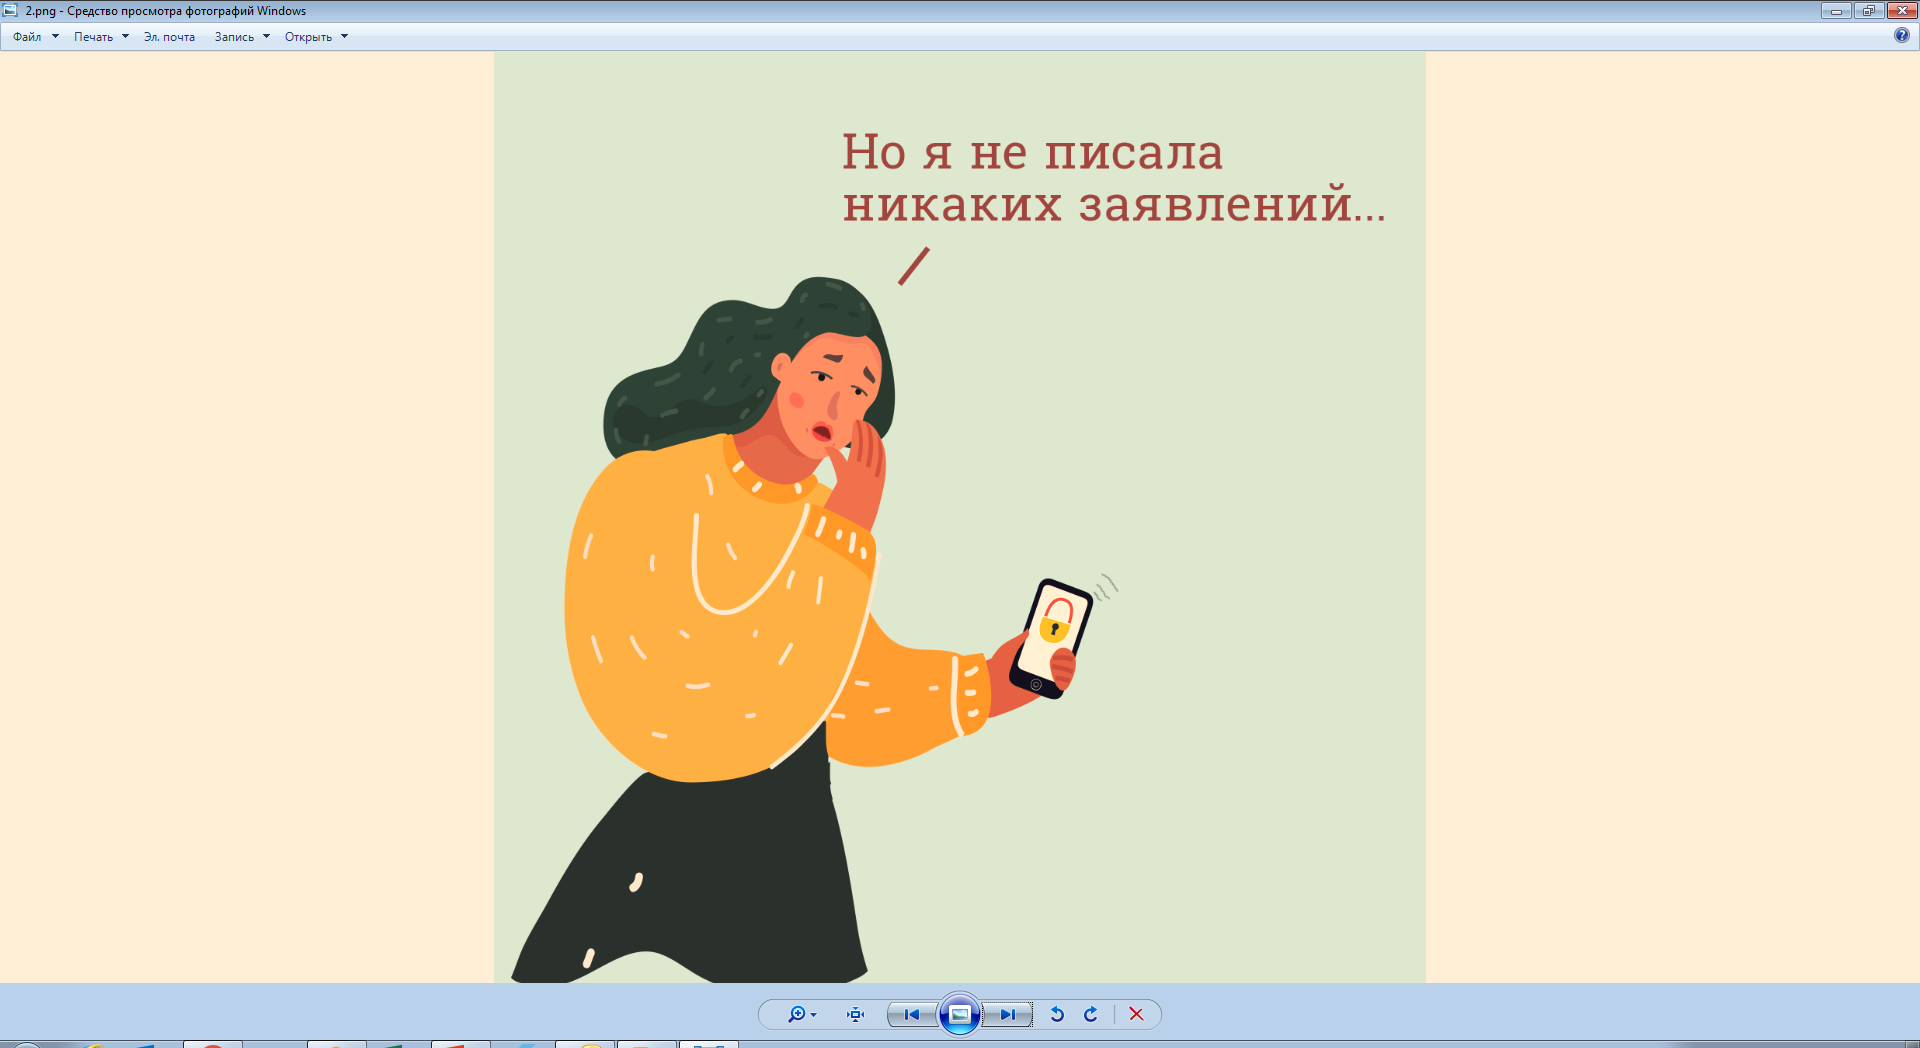 2.png - Средство просмотра фотографий Windows
Файл Печать Эл. почта Запись Открыть
Но я не писала
никаких заявлений...